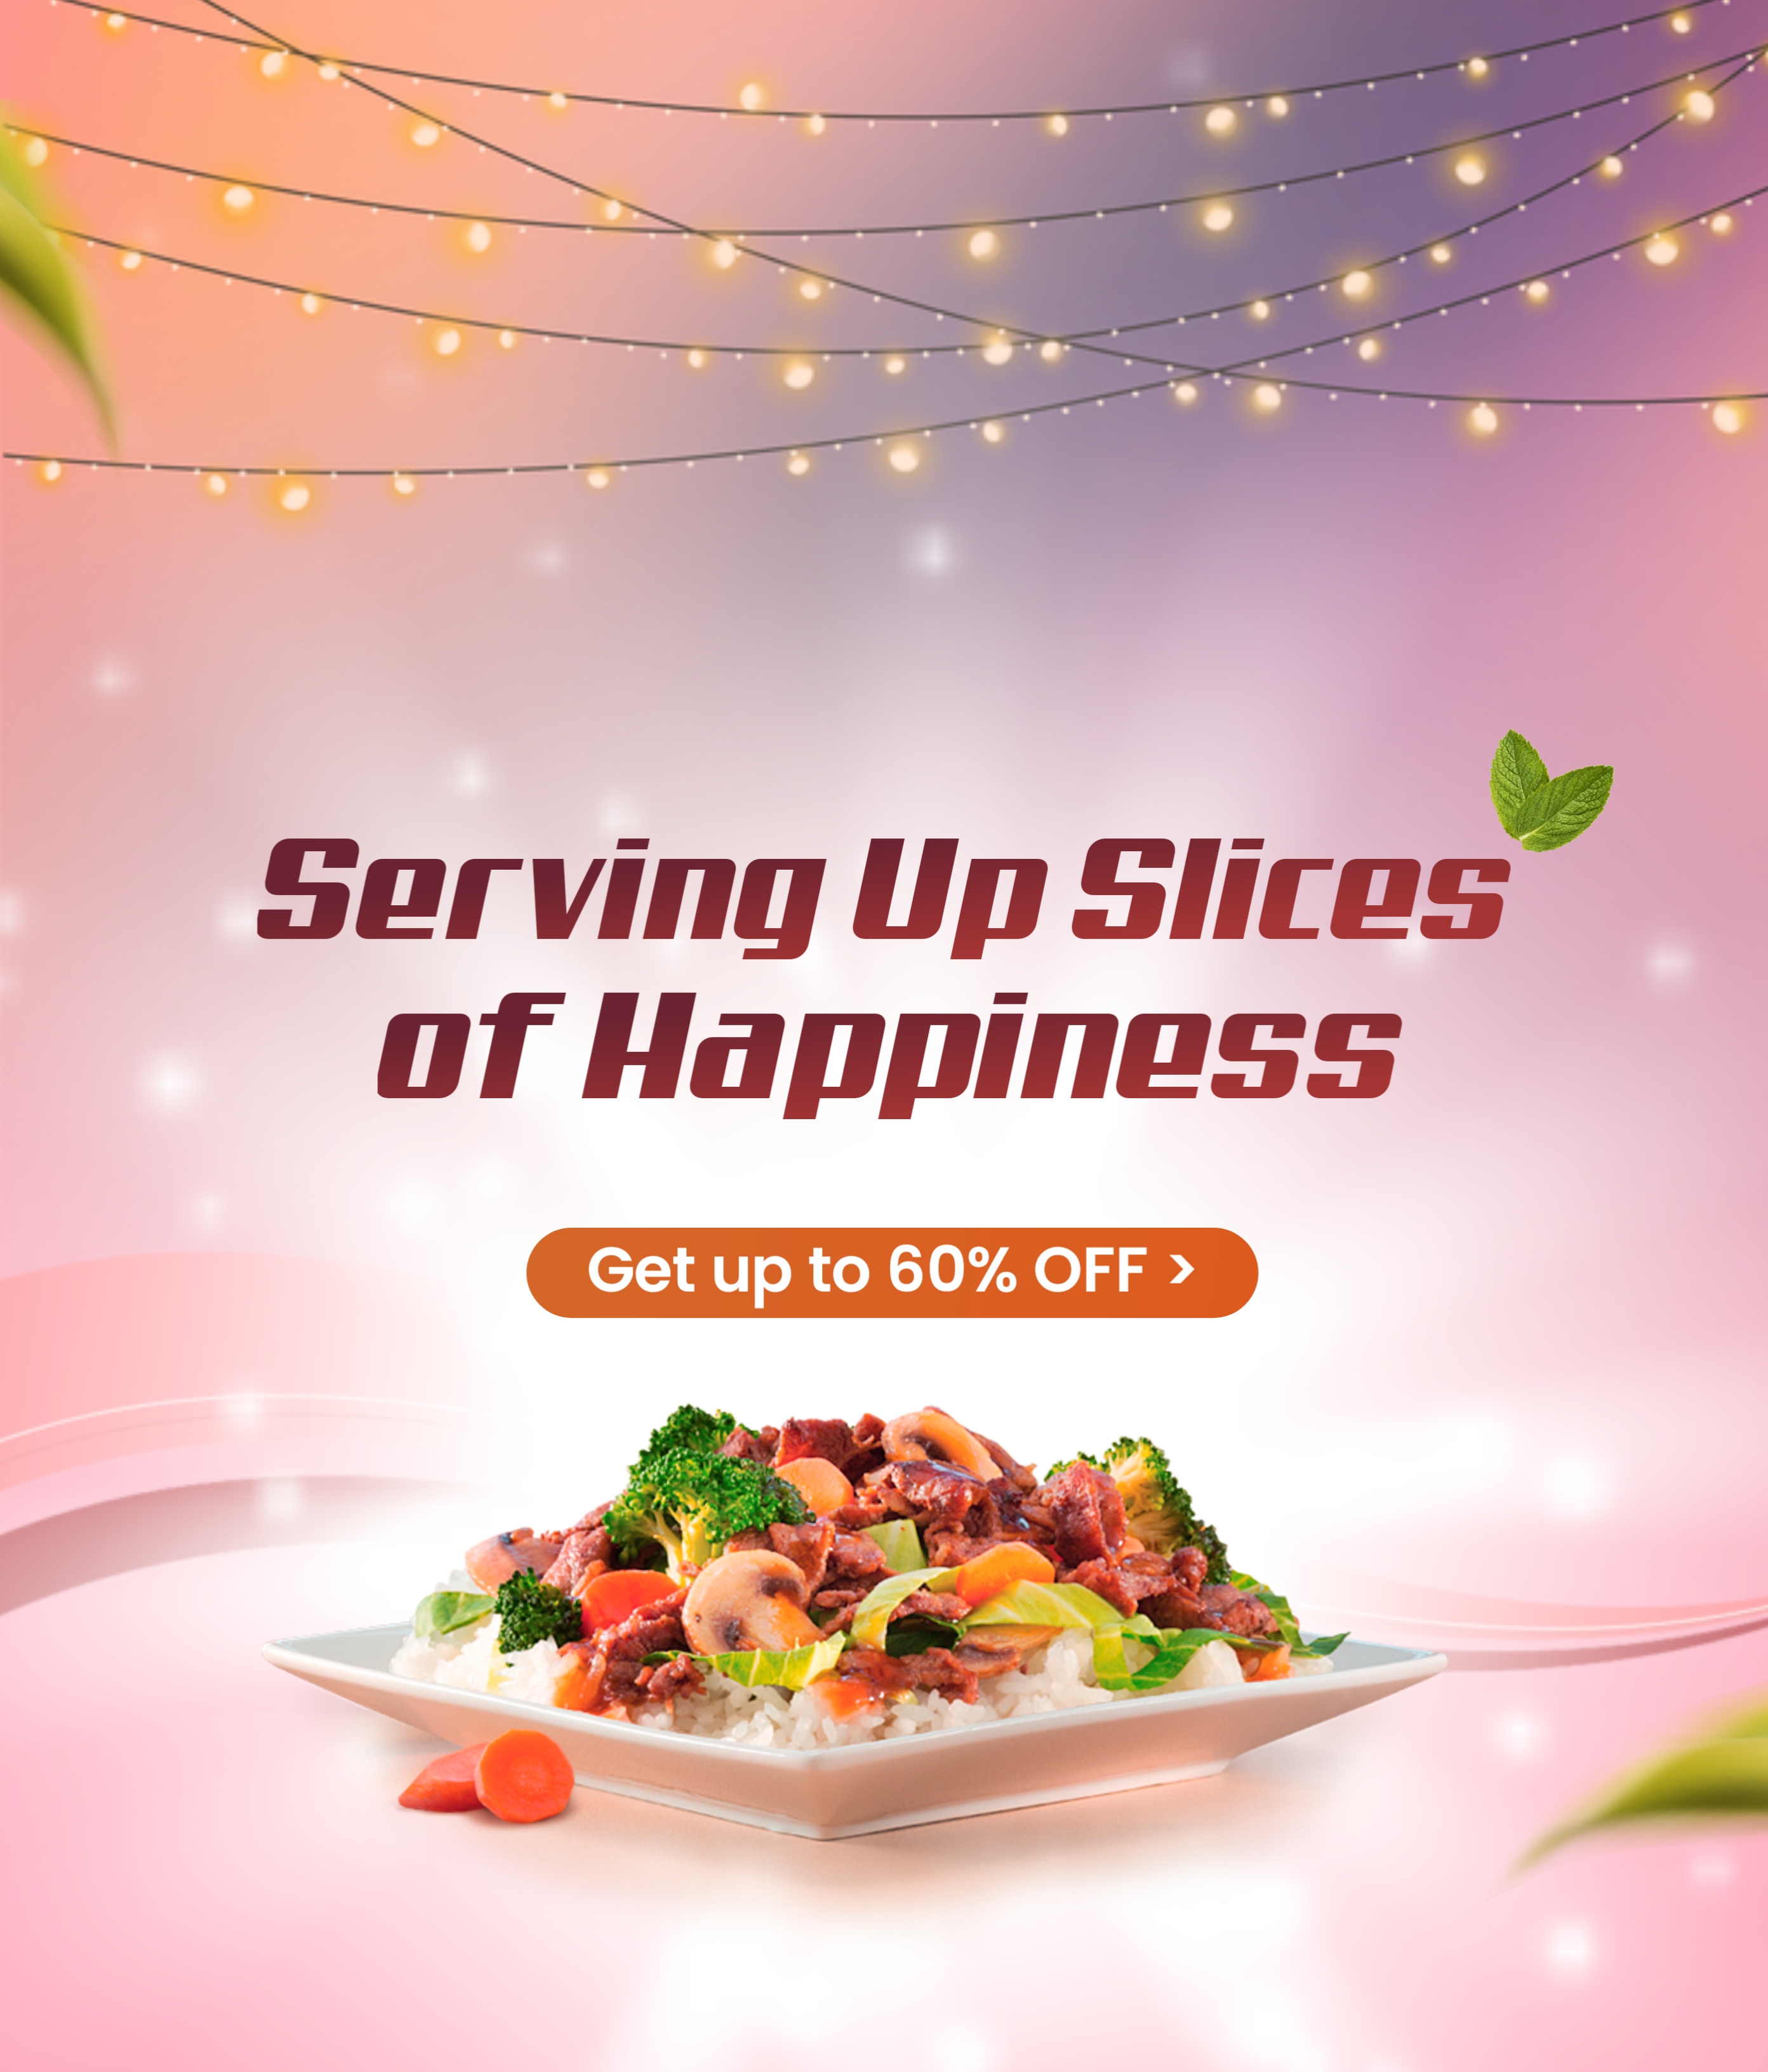 Serving Up Slices
of Happiness
Get up to 60% OFF >